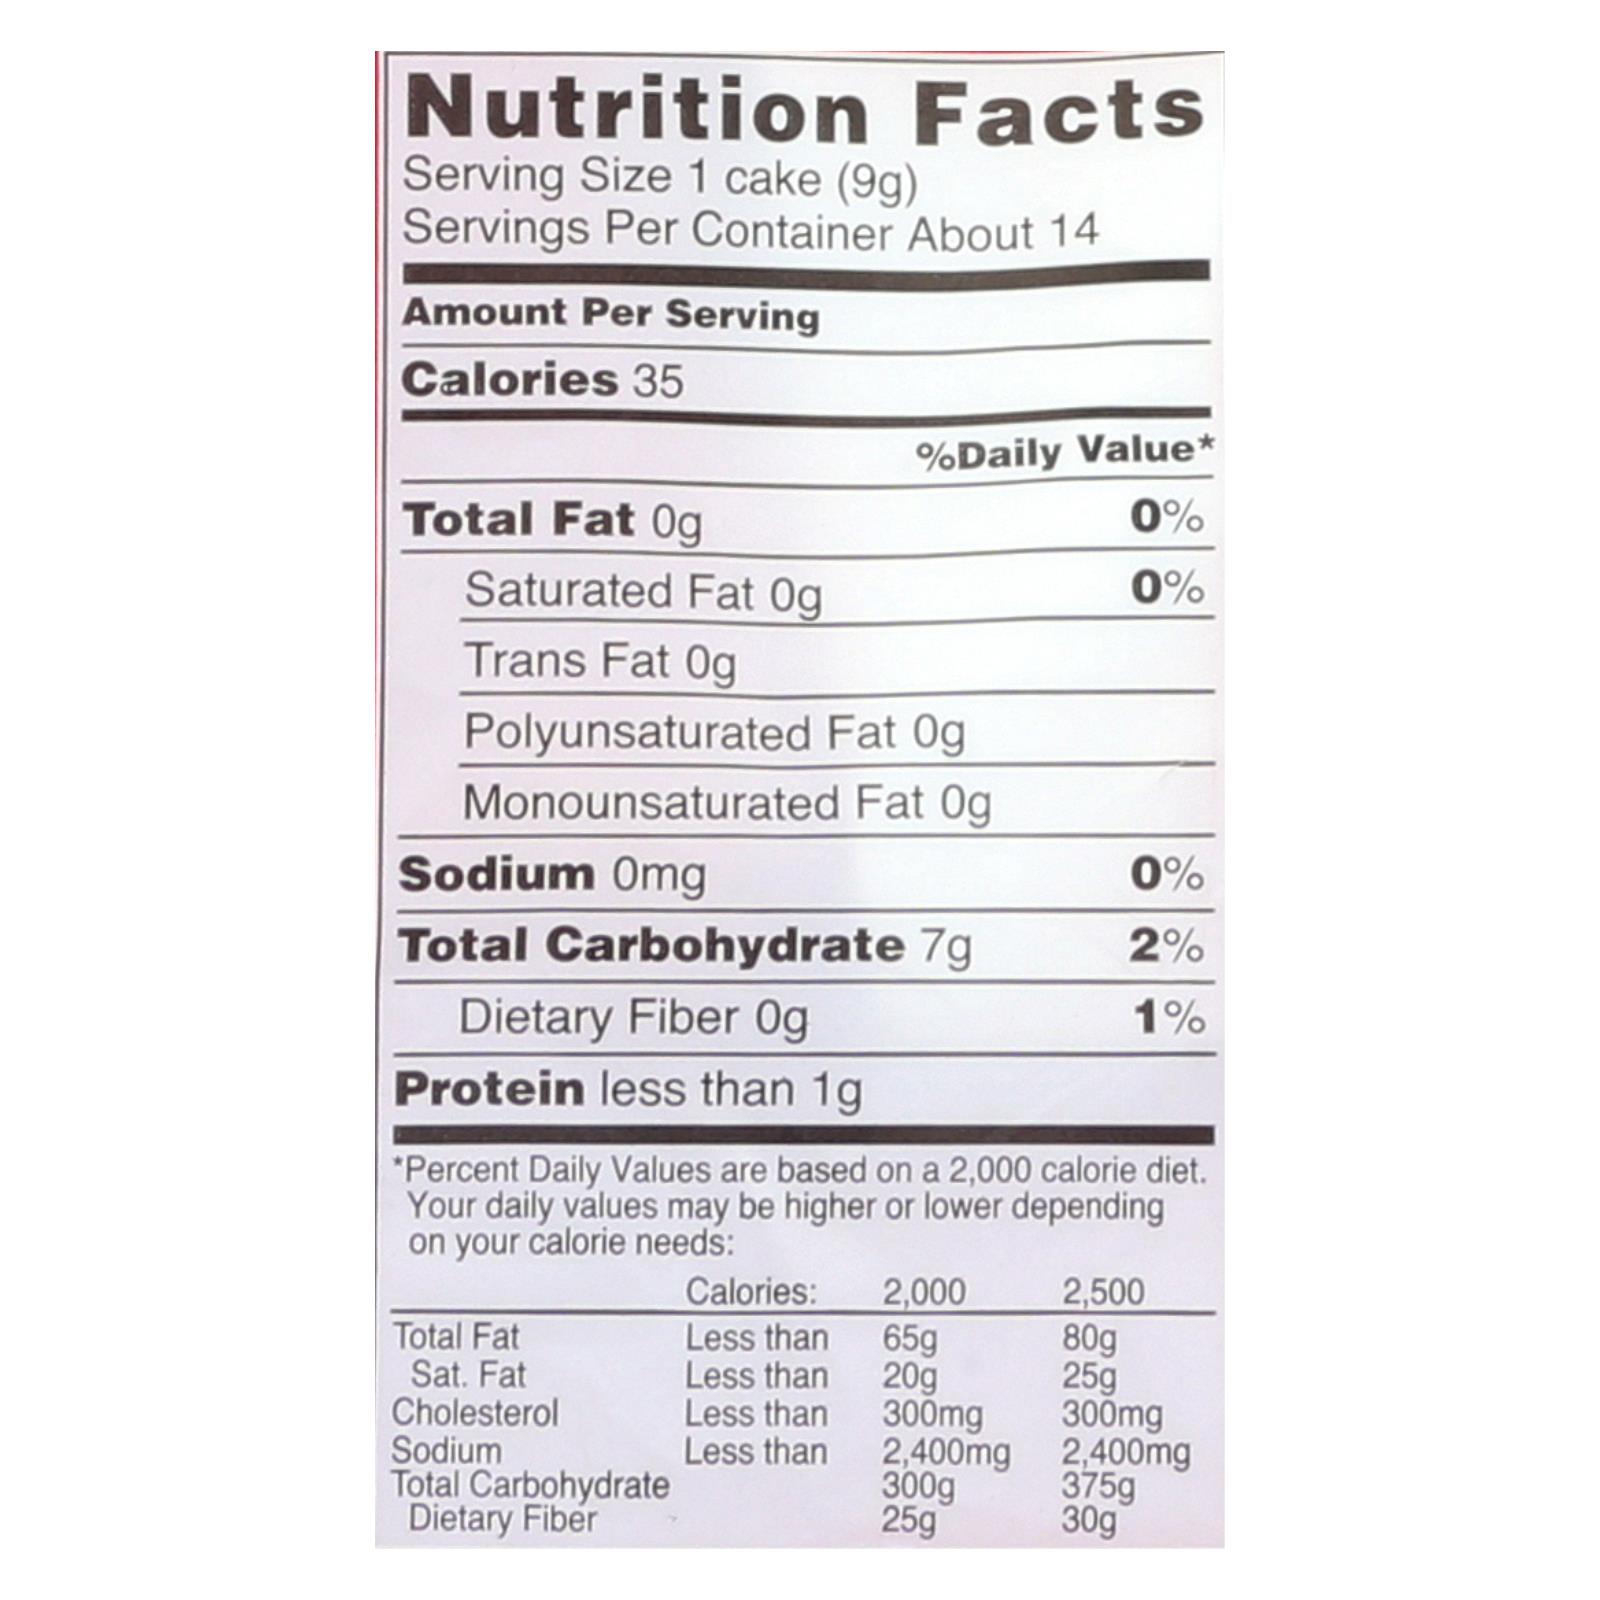 Nutrition Facts
Serving Size 1 cake (9g)
Servings Per Container About 14
Amount Per Serving
Calories 35
%Daily Value*
Total Fat 0g 0%
Saturated Fat 0g 0%
Trans Fat 0g
Polyunsaturated Fat 0g
Monounsaturated Fat 0g
Sodium 0mg 0%
Total Carbohydrate 7g 2%
Dietary Fiber 0g 1%
Protein less than 1g
*Percent Daily Values are based on a 2,000 calorie diet.
Your daily values may be higher or lower depending
on your calorie needs:
Calories: 2,000 2,500
Total Fat Less than 65g 80g
Sat. Fat Less than 20g 25g
Cholesterol Less than 300mg 300mg
Sodium Less than 2,400mg 2,400mg
Total Carbohydrate 300g 375g
Dietary Fiber 25g 30g